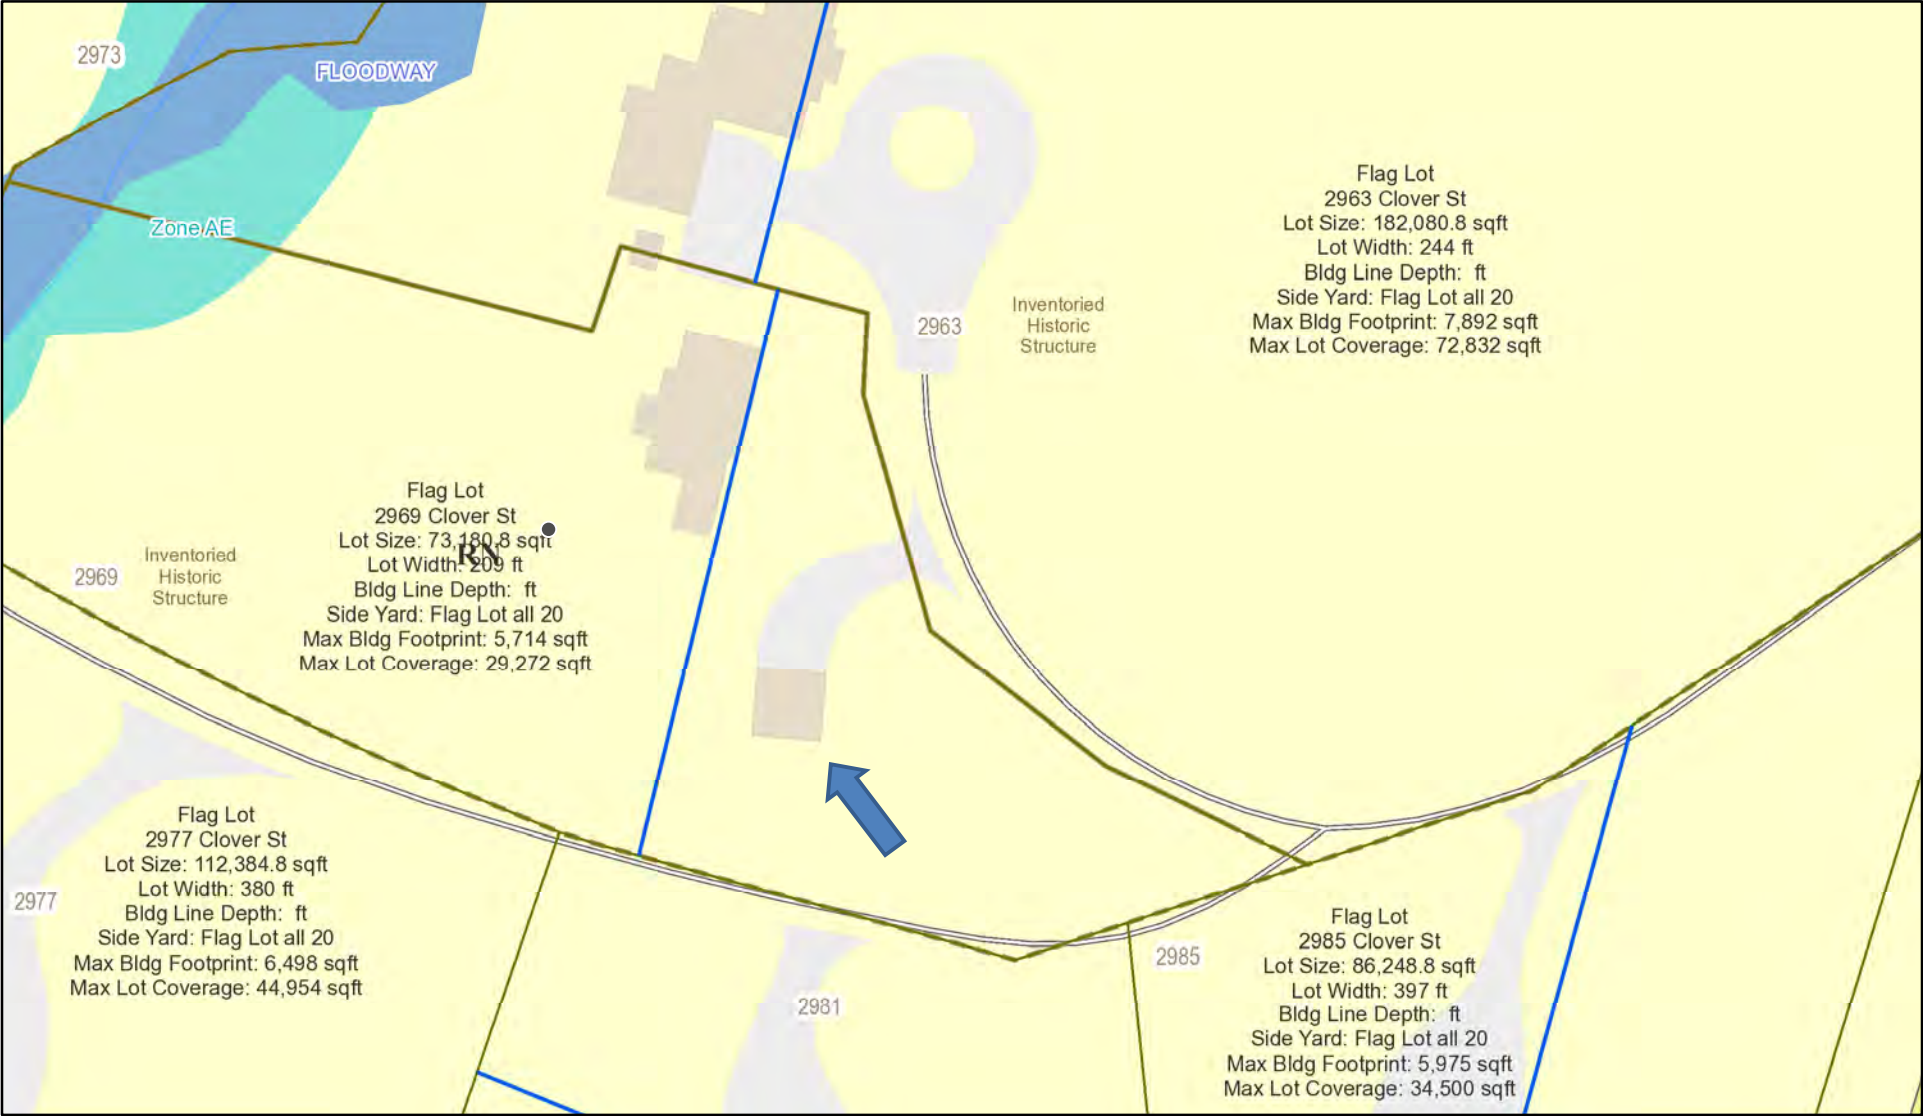 2973
FLOODWAY
Zone AE
Flag Lot
2963 Clover St
Lot Size: 182,080.8 sqft
Lot Width: 244 ft
Bldg Line Depth:  ft
Side Yard: Flag Lot all 20
Max Bldg Footprint: 7,892 sqft
Max Lot Coverage: 72,832 sqft
2963
Inventoried
Historic
Structure
Flag Lot
2969 Clover St
Lot Size: 73,180.8 sqft
RN
Lot Width: 209 ft
Bldg Line Depth:  ft
Side Yard: Flag Lot all 20
Max Bldg Footprint: 5,714 sqft
Max Lot Coverage: 29,272 sqft
2969
Inventoried
Historic
Structure
Flag Lot
2977 Clover St
Lot Size: 112,384.8 sqft
Lot Width: 380 ft
Bldg Line Depth:  ft
Side Yard: Flag Lot all 20
Max Bldg Footprint: 6,498 sqft
Max Lot Coverage: 44,954 sqft
2977
2981
2985
Flag Lot
2985 Clover St
Lot Size: 86,248.8 sqft
Lot Width: 397 ft
Bldg Line Depth:  ft
Side Yard: Flag Lot all 20
Max Bldg Footprint: 5,975 sqft
Max Lot Coverage: 34,500 sqft